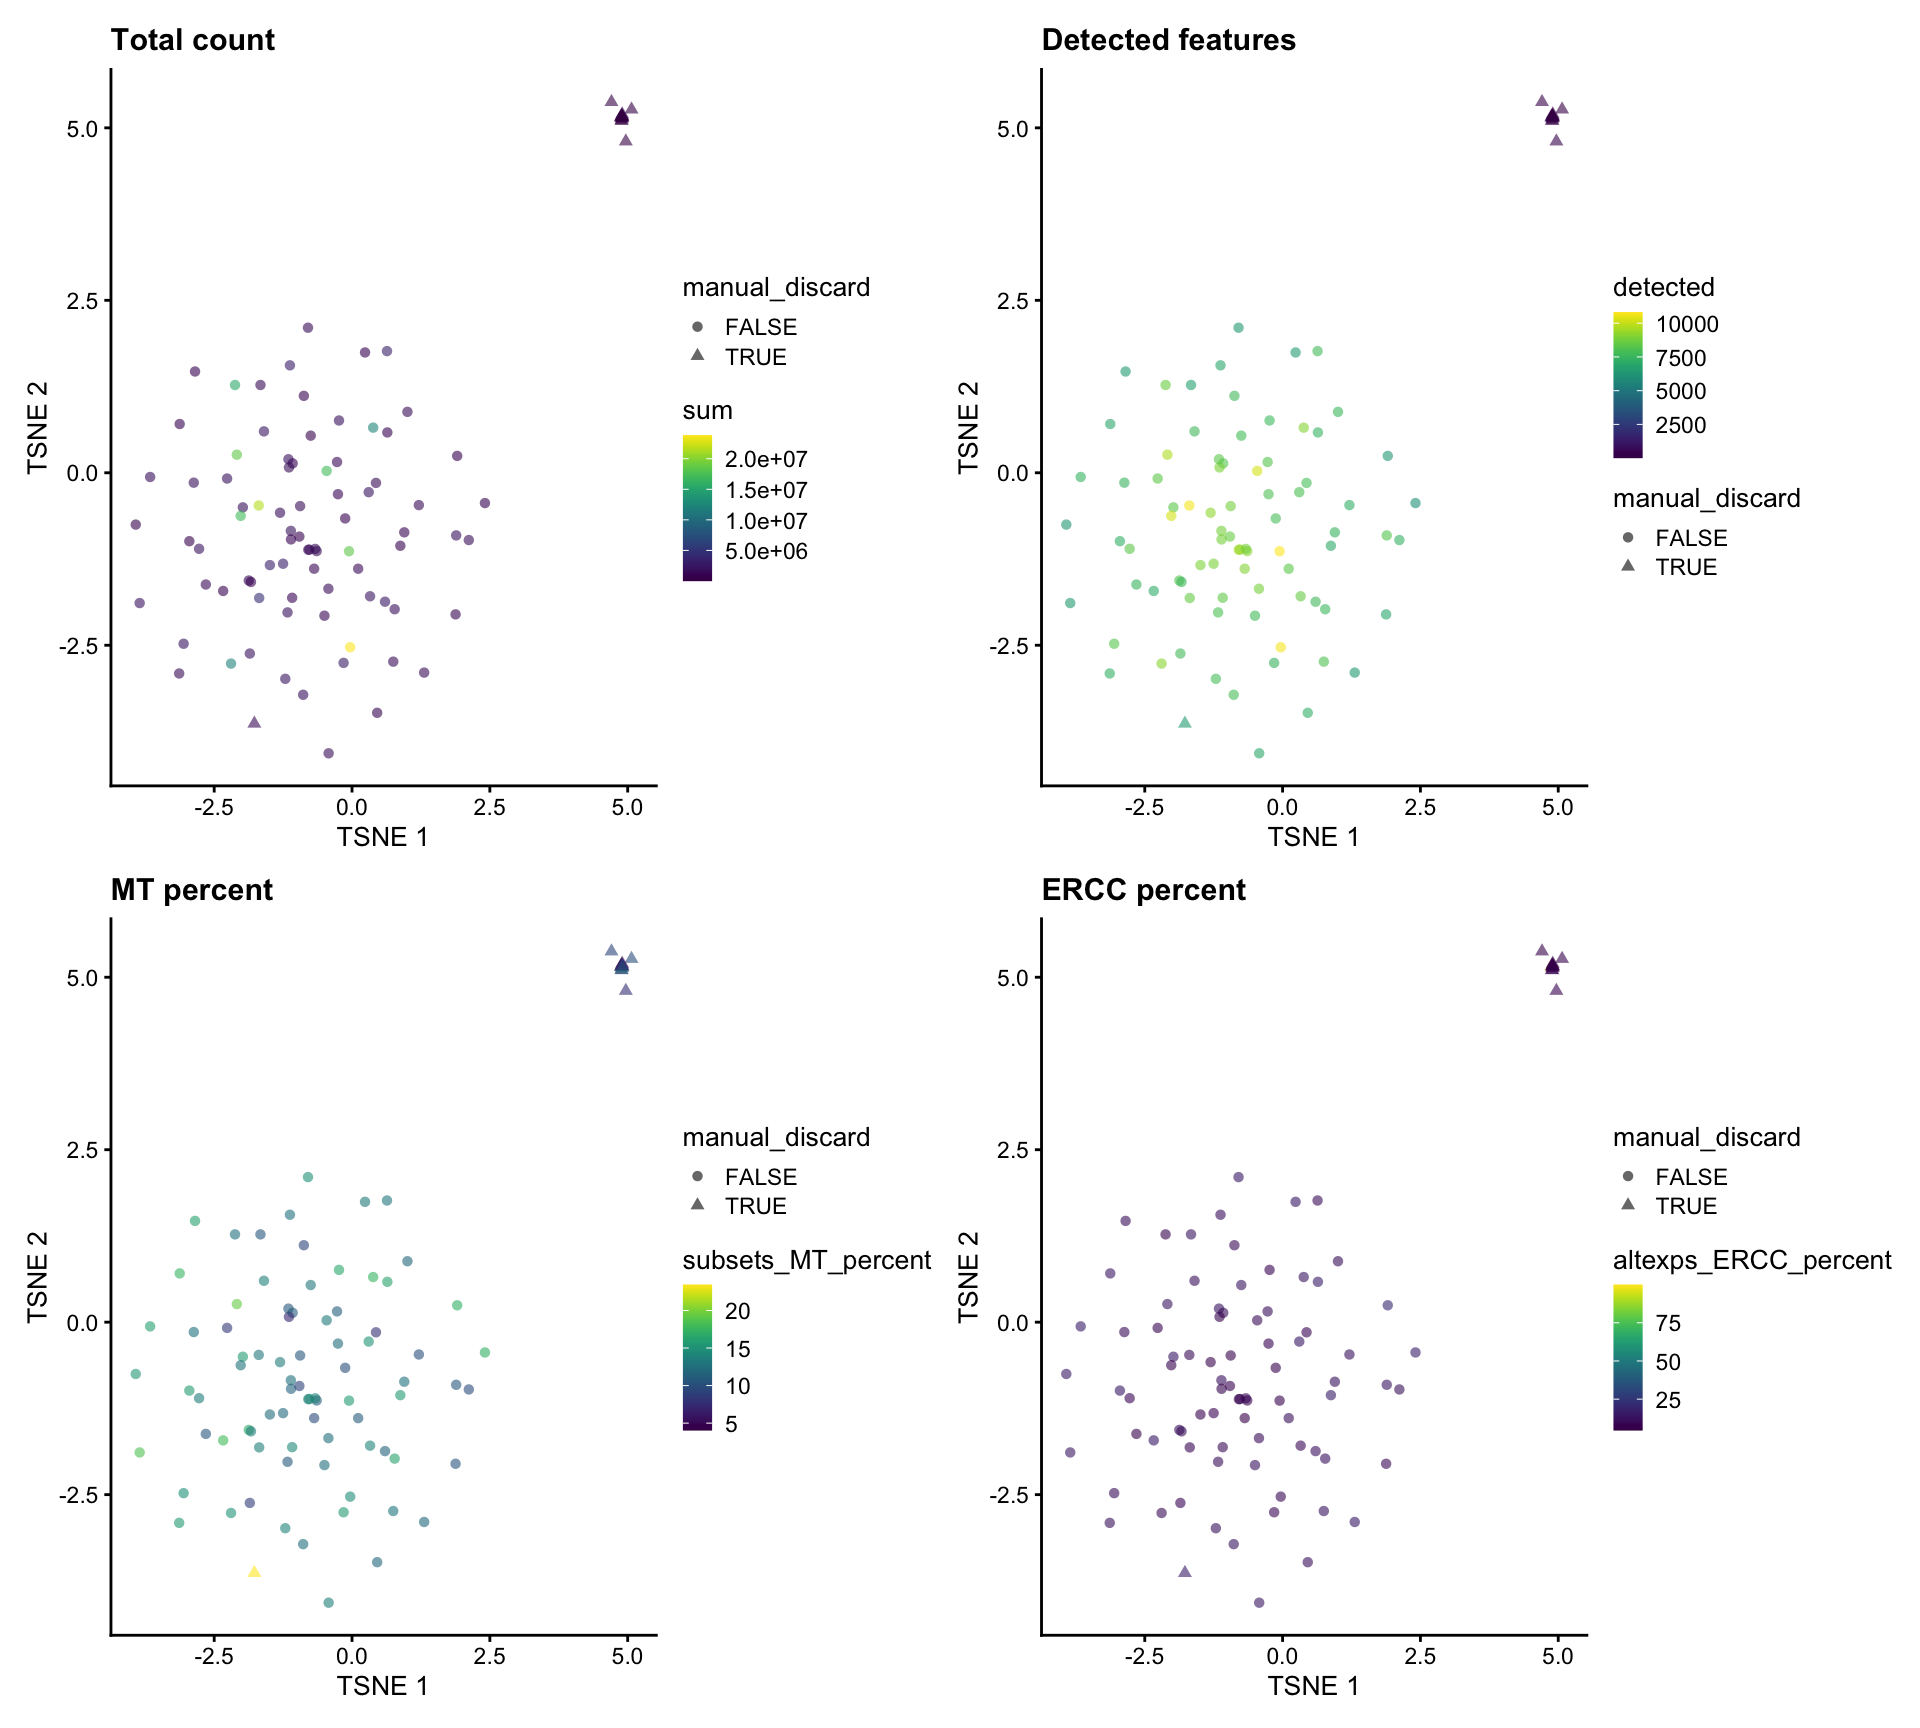 Total count
TSNE 2
5.0
2.5
0.0
-2.5
-2.5 0.0 2.5 5.0
TSNE 1
manual_discard
FALSE
TRUE
sum
2.0e+07
1.5e+07
1.0e+07
5.0e+06
Detected features
TSNE 2
5.0
2.5
0.0
-2.5
-2.5 0.0 2.5 5.0
TSNE 1
detected
10000
7500
5000
2500
manual_discard
FALSE
TRUE
MT percent
TSNE 2
5.0
2.5
0.0
-2.5
-2.5 0.0 2.5 5.0
TSNE 1
manual_discard
FALSE
TRUE
subsets_MT_percent
20
15
10
5
ERCC percent
TSNE 2
5.0
2.5
0.0
-2.5
-2.5 0.0 2.5 5.0
TSNE 1
manual_discard
FALSE
TRUE
altexps_ERCC_percent
75
50
25